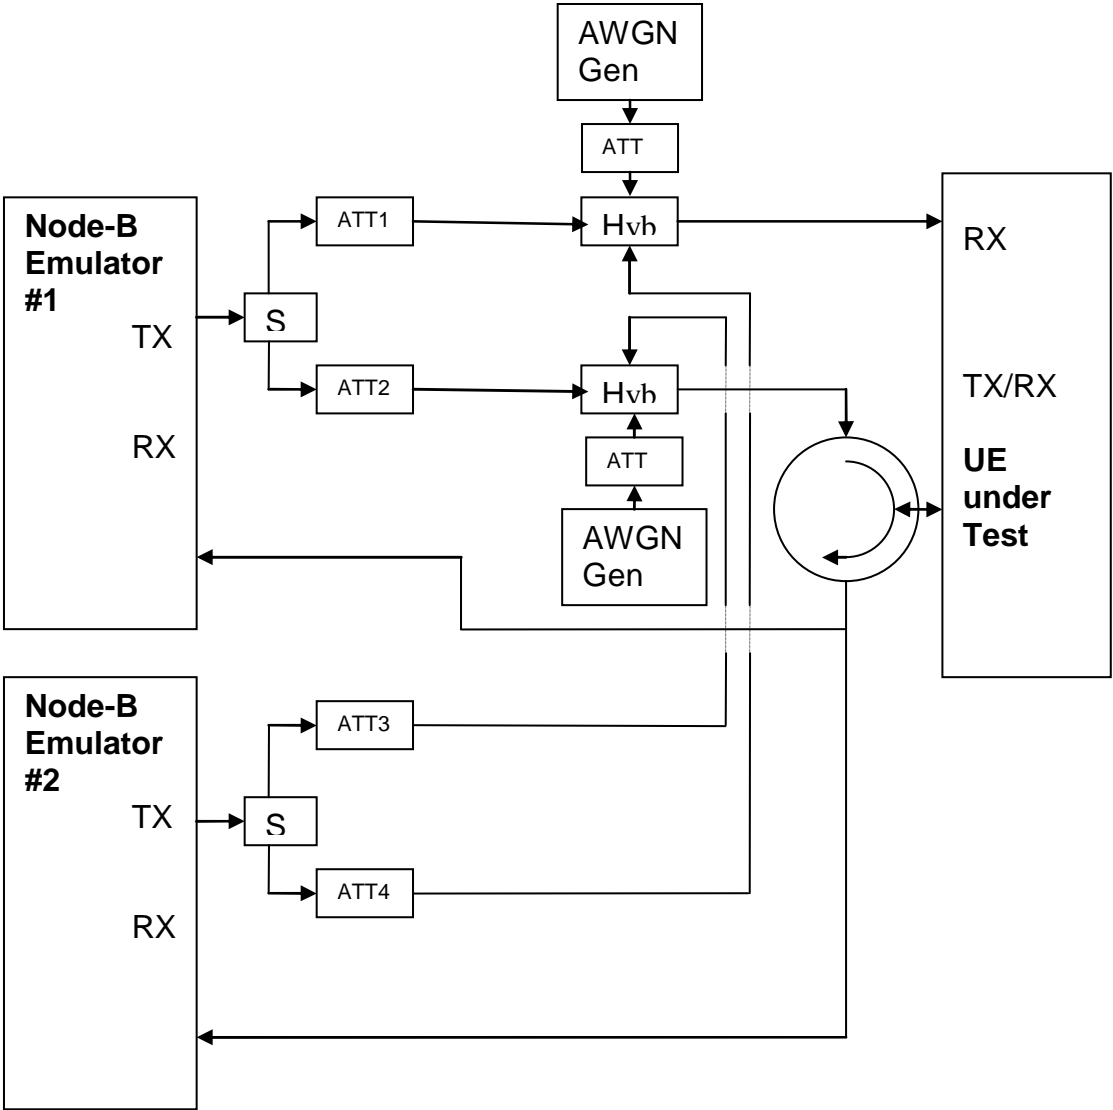 AWGN
Gen
ATT
Node-B
Emulator
#1
TX
RX
S
ATT1
ATT2
Hyb
Hyb
ATT
AWGN
Gen
RX
TX/RX
UE
under
Test
Node-B
Emulator
#2
TX
RX
S
ATT3
ATT4